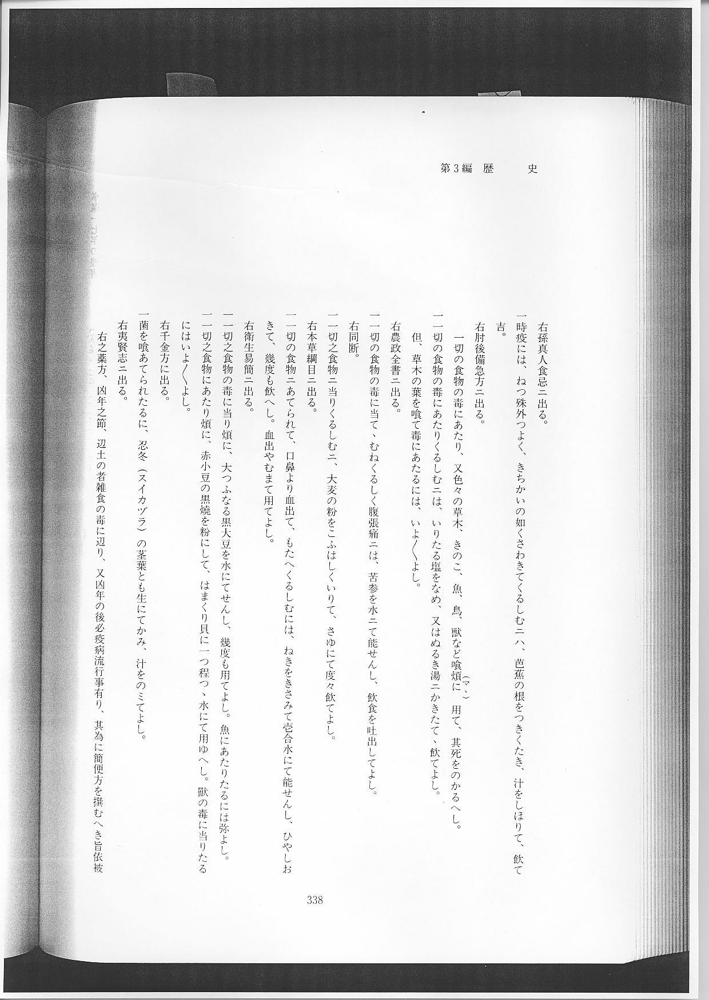 第3編　歴　　史
右孫真人食忌ニ出る。
一時疫には、ねつ殊外つよく、きちかいの如くさわきてくるしむニハ、芭蕉の根をつきくたき、汁をしほりて、飲て
吉。
右肘後備急方ニ出る。
一切の食物の毒にあたり、又色々の草木、きのこ、魚、鳥、獣など喰煩に（マヽ）用て、其死をのかるへし。
一一切の食物の毒にあたりくるしむニは、いりたる塩をなめ、又はぬるき湯ニかきたて、飲てよし。
但、草木の葉を喰て毒にあたるには、いよ〱よし。
右農政全書ニ出る。
一一切の食物の毒に当て、むねくるしく腹張痛ニは、苦参を水ニて能せんし、飲食を吐出してよし。
右同断。
一一切之食物ニ当りくるしむニ、大麦の粉をこふはしくいりて、さゆにて度々飲てよし。
右本草綱目ニ出る。
一一切の食物ニあてられて、口鼻より血出て、もたへくるしむには、ねきをきさみて壱合水にて能せんし、ひやしお
きて、幾度も飲へし。血出やむまて用てよし。
右衛生易簡ニ出る。
一一切之食物の毒に当り煩に、大つふなる黒大豆を水にてせんし、幾度も用てよし。魚にあたりたるには弥よし。
一一切之食物にあたり煩に、赤小豆の黒焼を粉にして、はまくり貝に一つ程つヽ水にて用ゆへし。獣の毒に当りたる
にはいよ〱よし。
右千金方に出る。
一菌を喰あてられたるに、忍冬（スイカヅラ）の茎葉とも生にてかみ、汁をのミてよし。
右夷賢志ニ出る。
右之薬方、凶年之節、辺土の者雑食の毒に辺り、又凶年の後必疫病流行事有り、其為に簡便方を撰むへき旨依被
338